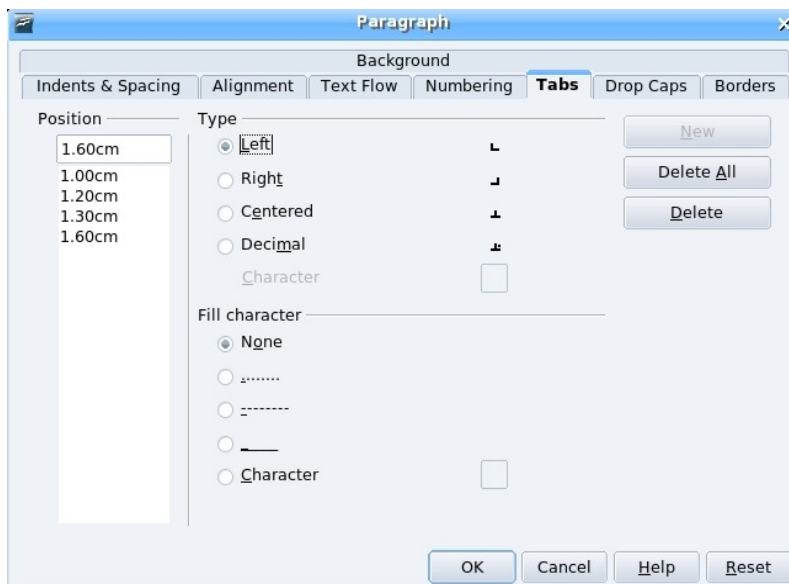 Paragraph
Background
Indents & Spacing Alignment Text Flow Numbering Tabs Drop Caps Borders
Position Type
1.60cm Left New
1.00cm Right Delete All
1.20cm
1.30cm Centered Delete
1.60cm Decimal
Character
Fill character
None
Character
OK Cancel Help Reset